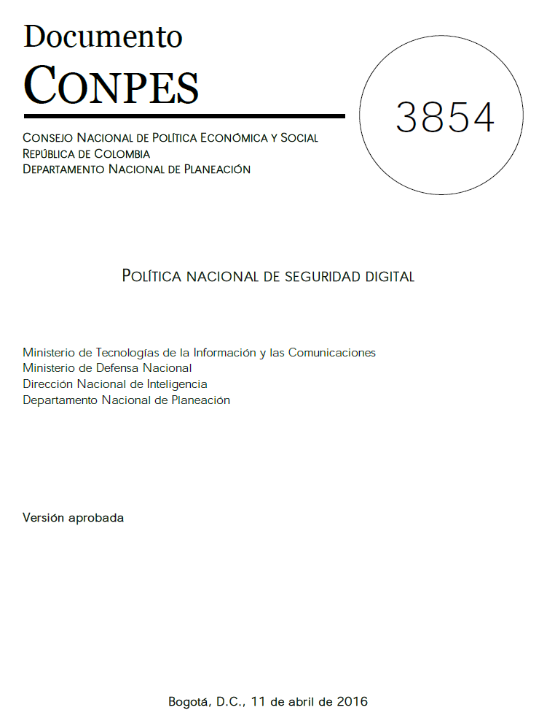 Documento
CONPES
3854
CONSEJO NACIONAL DE POLÍTICA ECONÓMICA Y SOCIAL
REPÚBLICA DE COLOMBIA
DEPARTAMENTO NACIONAL DE PLANEACIÓN
POLÍTICA NACIONAL DE SEGURIDAD DIGITAL
Ministerio de Tecnologías de la Información y las Comunicaciones
Ministerio de Defensa Nacional
Dirección Nacional de Inteligencia
Departamento Nacional de Planeación
Versión aprobada
Bogotá, D.C., 11 de abril de 2016